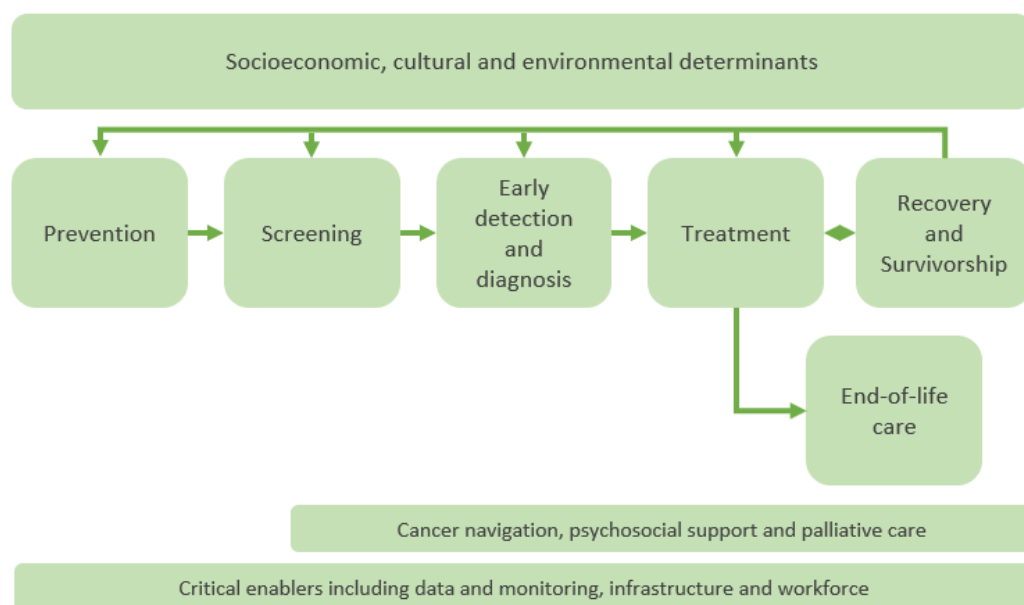 Socioeconomic, cultural and environmental determinants
Prevention
Screening
Early
detection
and
diagnosis
Treatment
Recovery
and
Survivorship
End-of-life
care
Cancer navigation, psychosocial support and palliative care
Critical enablers including data and monitoring, infrastructure and workforce